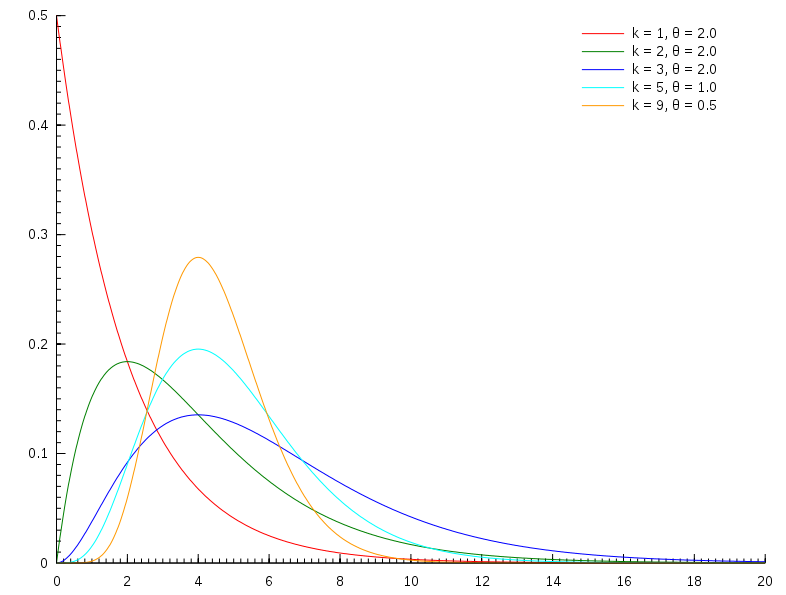 0.5
0.4
0.3
0.2
0.1
0
0 2 4 6 8 10 12 14 16 18 20
k = 1, θ = 2.0
k = 2, θ = 2.0
k = 3, θ = 2.0
k = 5, θ = 1.0
k = 9, θ = 0.5